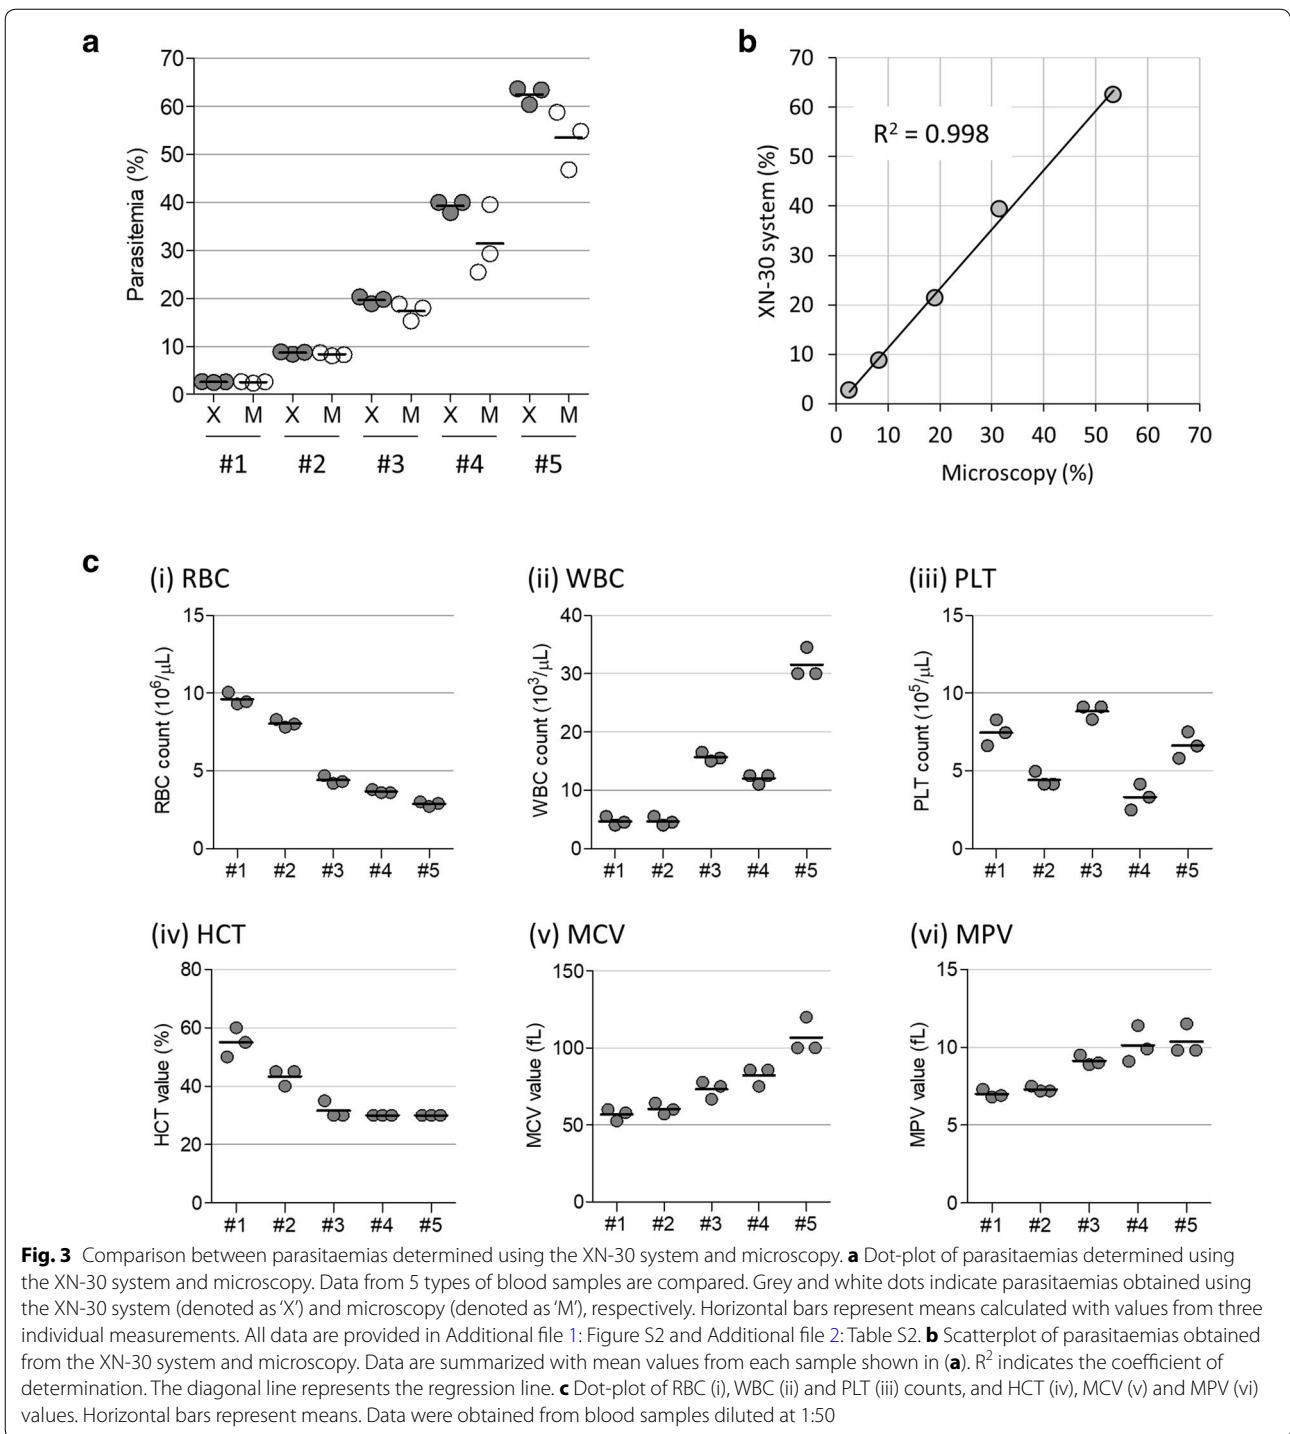 a
70
60
50
40
30
20
10
0
Parasitemia (%)
X M X M X M X M X M
#1 #2 #3 #4 #5
b
70
60
50
40
30
20
10
0
XN-30 system (%)
R² = 0.998
0 10 20 30 40 50 60 70
Microscopy (%)
c
(i) RBC
15
10
5
0
RBC count (10⁶/µL)
#1 #2 #3 #4 #5
(ii) WBC
40
30
20
10
0
WBC count (10³/µL)
#1 #2 #3 #4 #5
(iii) PLT
15
10
5
0
PLT count (10⁵/µL)
#1 #2 #3 #4 #5
(iv) HCT
80
60
40
20
0
HCT value (%)
#1 #2 #3 #4 #5
(v) MCV
150
100
50
0
MCV value (fL)
#1 #2 #3 #4 #5
(vi) MPV
15
10
5
0
MPV value (fL)
#1 #2 #3 #4 #5
Fig. 3 Comparison between parasitaemias determined using the XN-30 system and microscopy. a Dot-plot of parasitaemias determined using
the XN-30 system and microscopy. Data from 5 types of blood samples are compared. Grey and white dots indicate parasitaemias obtained using
the XN-30 system (denoted as ‘X’) and microscopy (denoted as ‘M’), respectively. Horizontal bars represent means calculated with values from three
individual measurements. All data are provided in Additional file 1: Figure S2 and Additional file 2: Table S2. b Scatterplot of parasitaemias obtained
from the XN-30 system and microscopy. Data are summarized with mean values from each sample shown in (a). R² indicates the coefficient of
determination. The diagonal line represents the regression line. c Dot-plot of RBC (i), WBC (ii) and PLT (iii) counts, and HCT (iv), MCV (v) and MPV (vi)
values. Horizontal bars represent means. Data were obtained from blood samples diluted at 1:50